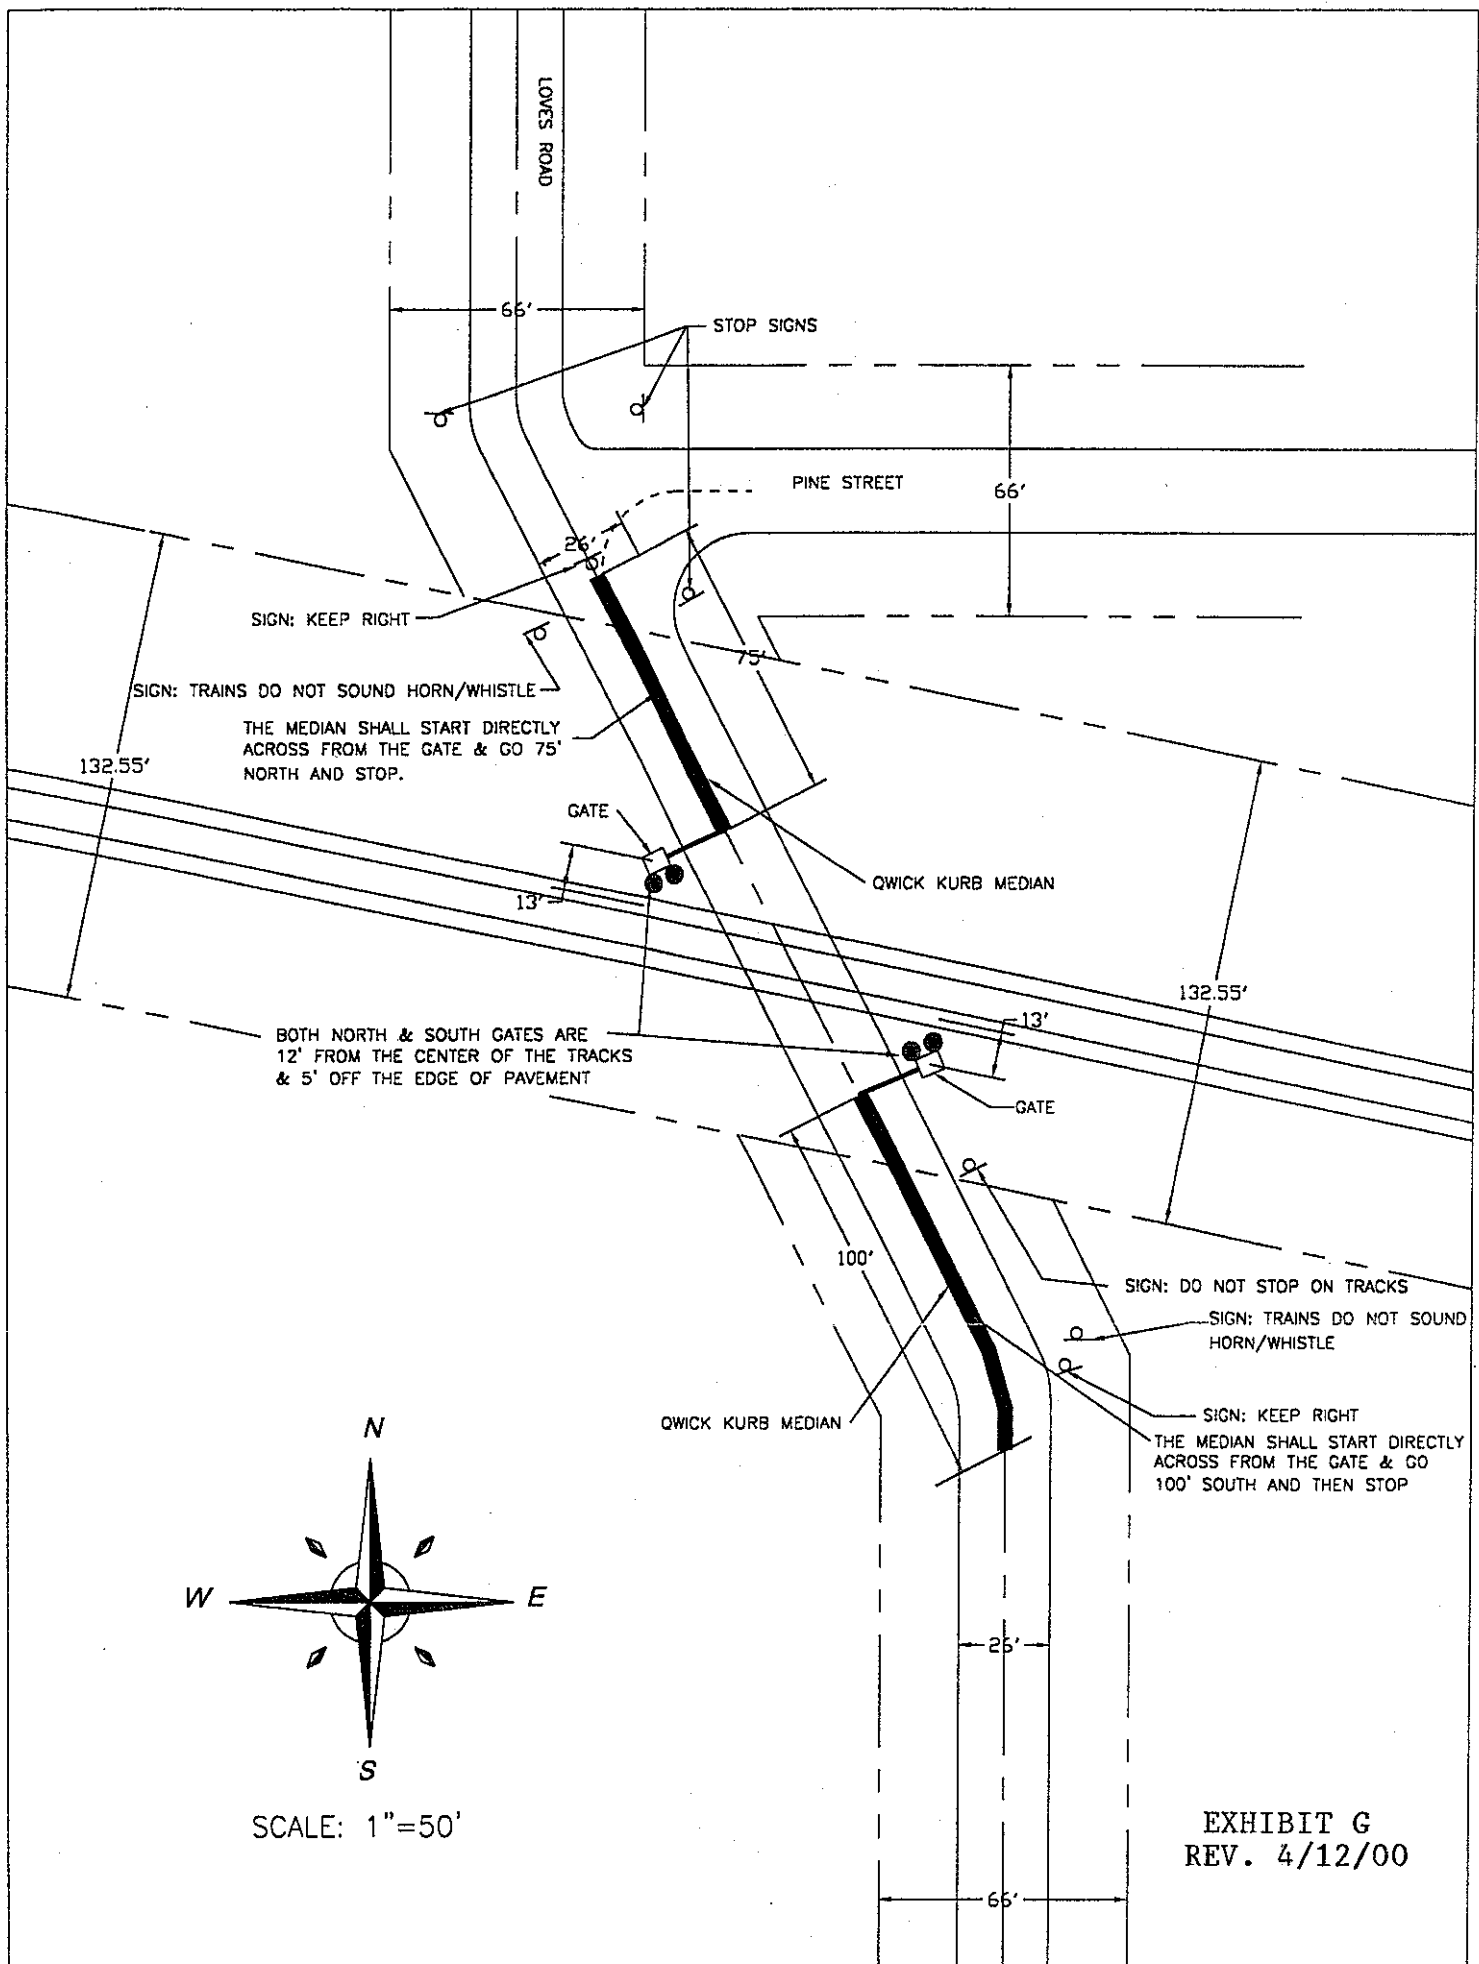 LOVES ROAD
66'
STOP SIGNS
PINE STREET
66'
26'
SIGN: KEEP RIGHT
75'
SIGN: TRAINS DO NOT SOUND HORN/WHISTLE
THE MEDIAN SHALL START DIRECTLY
ACROSS FROM THE GATE & GO 75'
NORTH AND STOP.
132.55'
GATE
QWICK KURB MEDIAN
13'
132.55'
13'
BOTH NORTH & SOUTH GATES ARE
12' FROM THE CENTER OF THE TRACKS
& 5' OFF THE EDGE OF PAVEMENT
GATE
100'
SIGN: DO NOT STOP ON TRACKS
SIGN: TRAINS DO NOT SOUND
HORN/WHISTLE
SIGN: KEEP RIGHT
QWICK KURB MEDIAN
THE MEDIAN SHALL START DIRECTLY
ACROSS FROM THE GATE & GO
100' SOUTH AND THEN STOP
N
W
E
S
26'
SCALE: 1"=50'
EXHIBIT G
REV. 4/12/00
66'